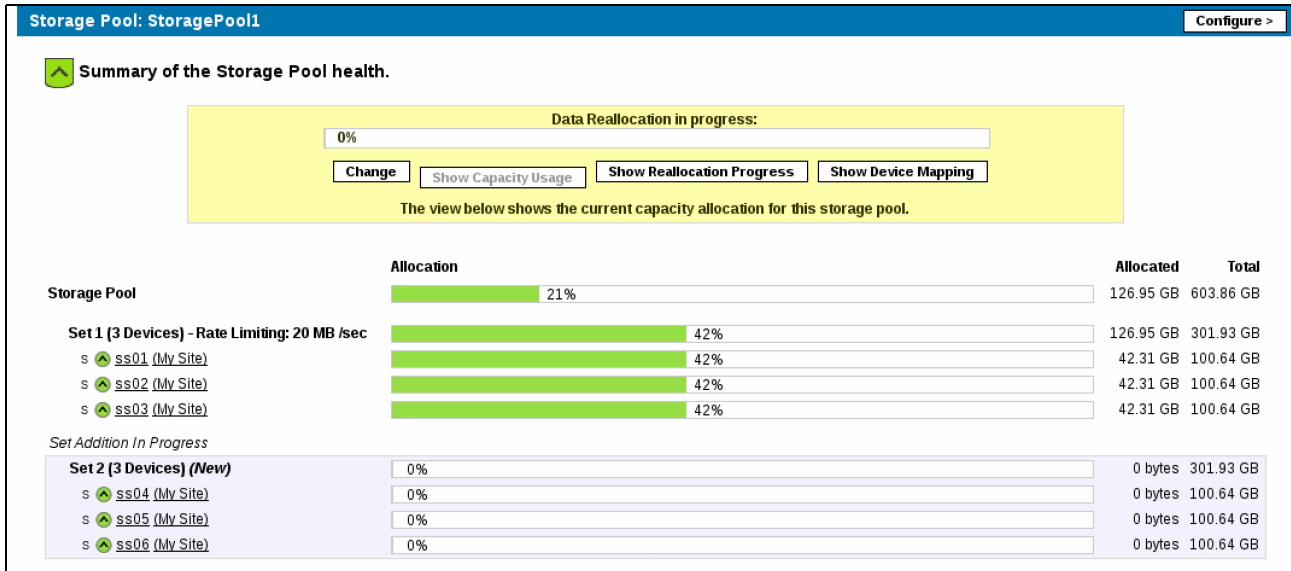 Storage Pool: StoragePool1 Configure >
Summary of the Storage Pool health.
Data Reallocation in progress:
0%
Change Show Capacity Usage Show Reallocation Progress Show Device Mapping
The view below shows the current capacity allocation for this storage pool.
Allocation Allocated Total
Storage Pool 21% 126.95 GB 603.86 GB
Set 1 (3 Devices) - Rate Limiting: 20 MB /sec 42% 126.95 GB 301.93 GB
S ss01 (My Site) 42% 42.31 GB 100.64 GB
S ss02 (My Site) 42% 42.31 GB 100.64 GB
S ss03 (My Site) 42% 42.31 GB 100.64 GB
Set Addition In Progress
Set 2 (3 Devices) (New) 0% 0 bytes 301.93 GB
S ss04 (My Site) 0% 0 bytes 100.64 GB
S ss05 (My Site) 0% 0 bytes 100.64 GB
S ss06 (My Site) 0% 0 bytes 100.64 GB